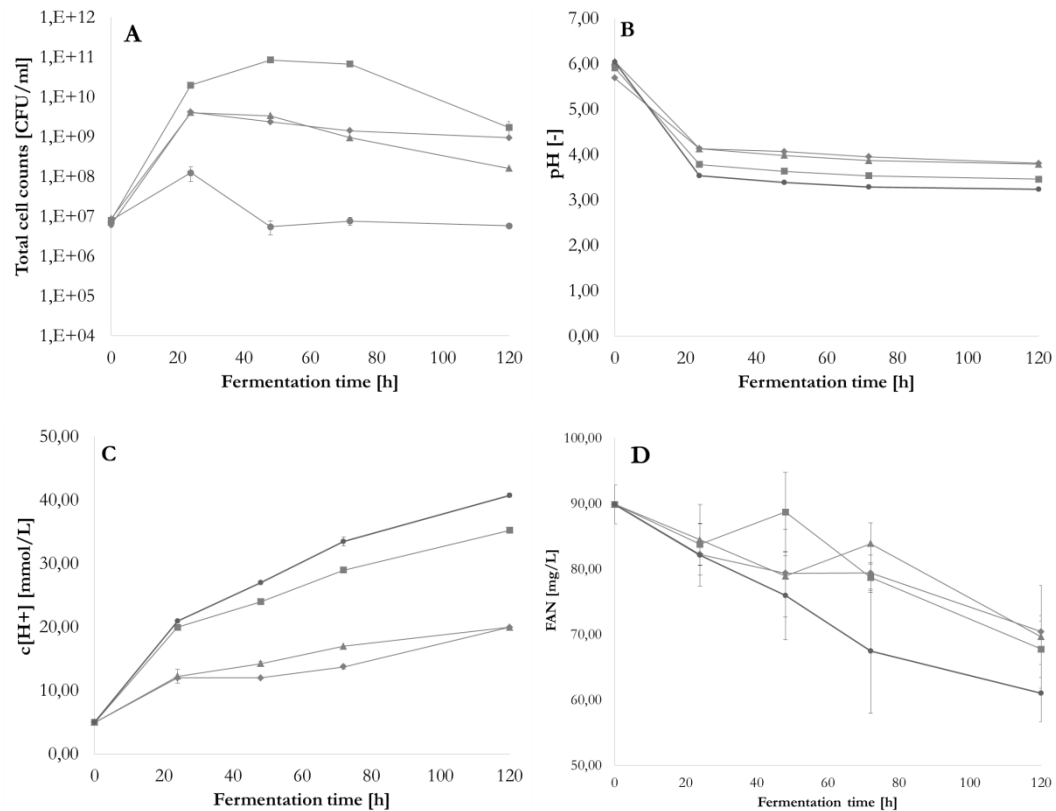 A
Total cell counts [CFU/ml]
1,E+12
1,E+11
1,E+10
1,E+09
1,E+08
1,E+07
1,E+06
1,E+05
1,E+04
0 20 40 60 80 100 120
Fermentation time [h]
B
pH [-]
7,00
6,00
5,00
4,00
3,00
2,00
1,00
0,00
0 20 40 60 80 100 120
Fermentation time [h]
C
c[H+] [mmol/L]
50,00
40,00
30,00
20,00
10,00
0,00
0 20 40 60 80 100 120
Fermentation time [h]
D
FAN [mg/L]
100,00
90,00
80,00
70,00
60,00
50,00
0 20 40 60 80 100 120
Fermentation time [h]